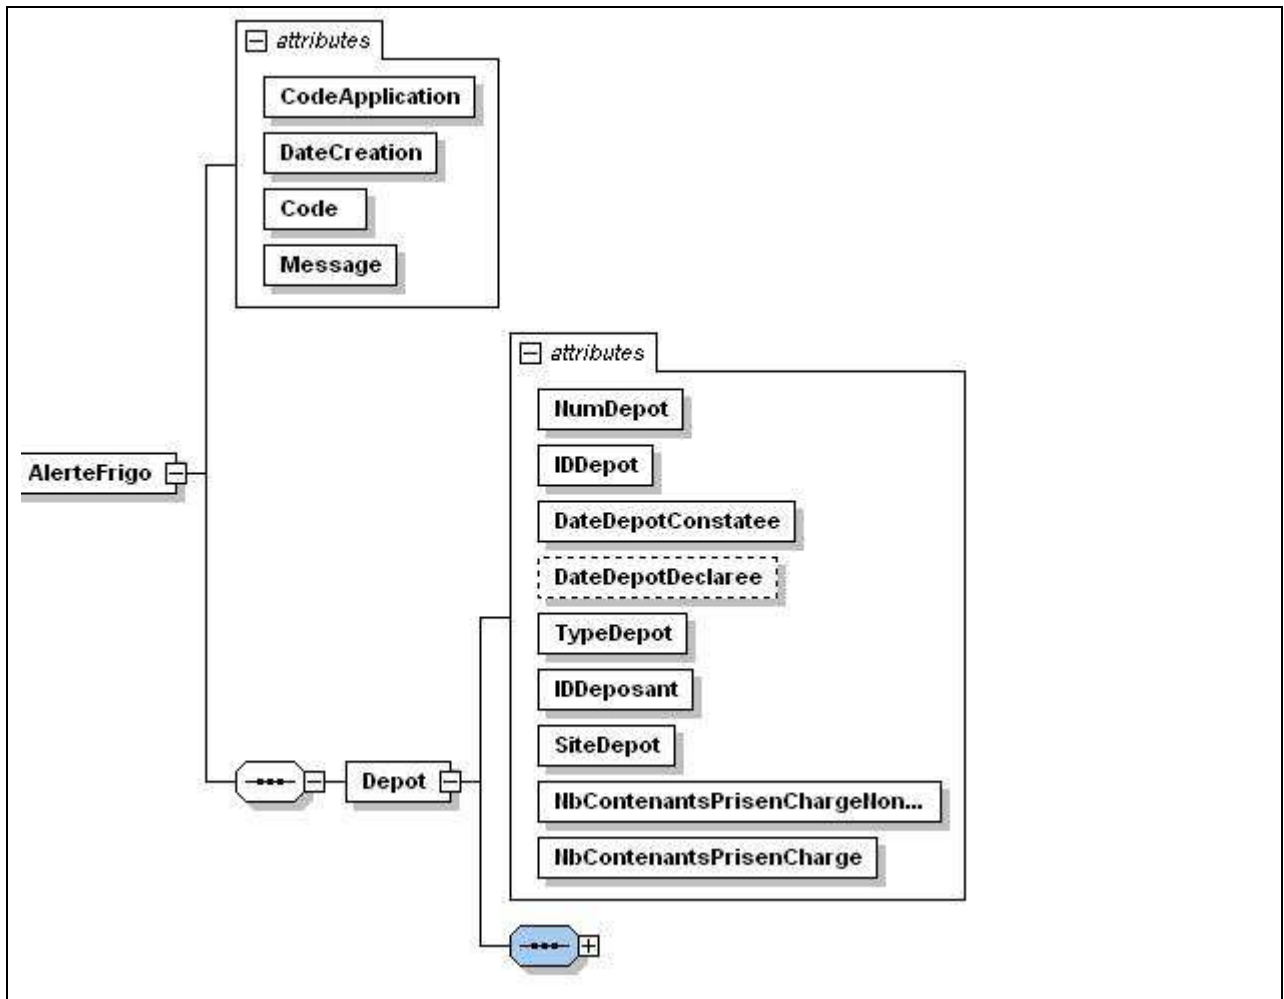 attributes
CodeApplication
DateCreation
Code
Message
attributes
NumDepot
IDDepot
DateDepotConstatee
AlerteFrigo
DateDepotDeclaree
TypeDepot
IDDeposant
SiteDepot
Depot
NbContenantsPrisenChargeNon...
NbContenantsPrisenCharge